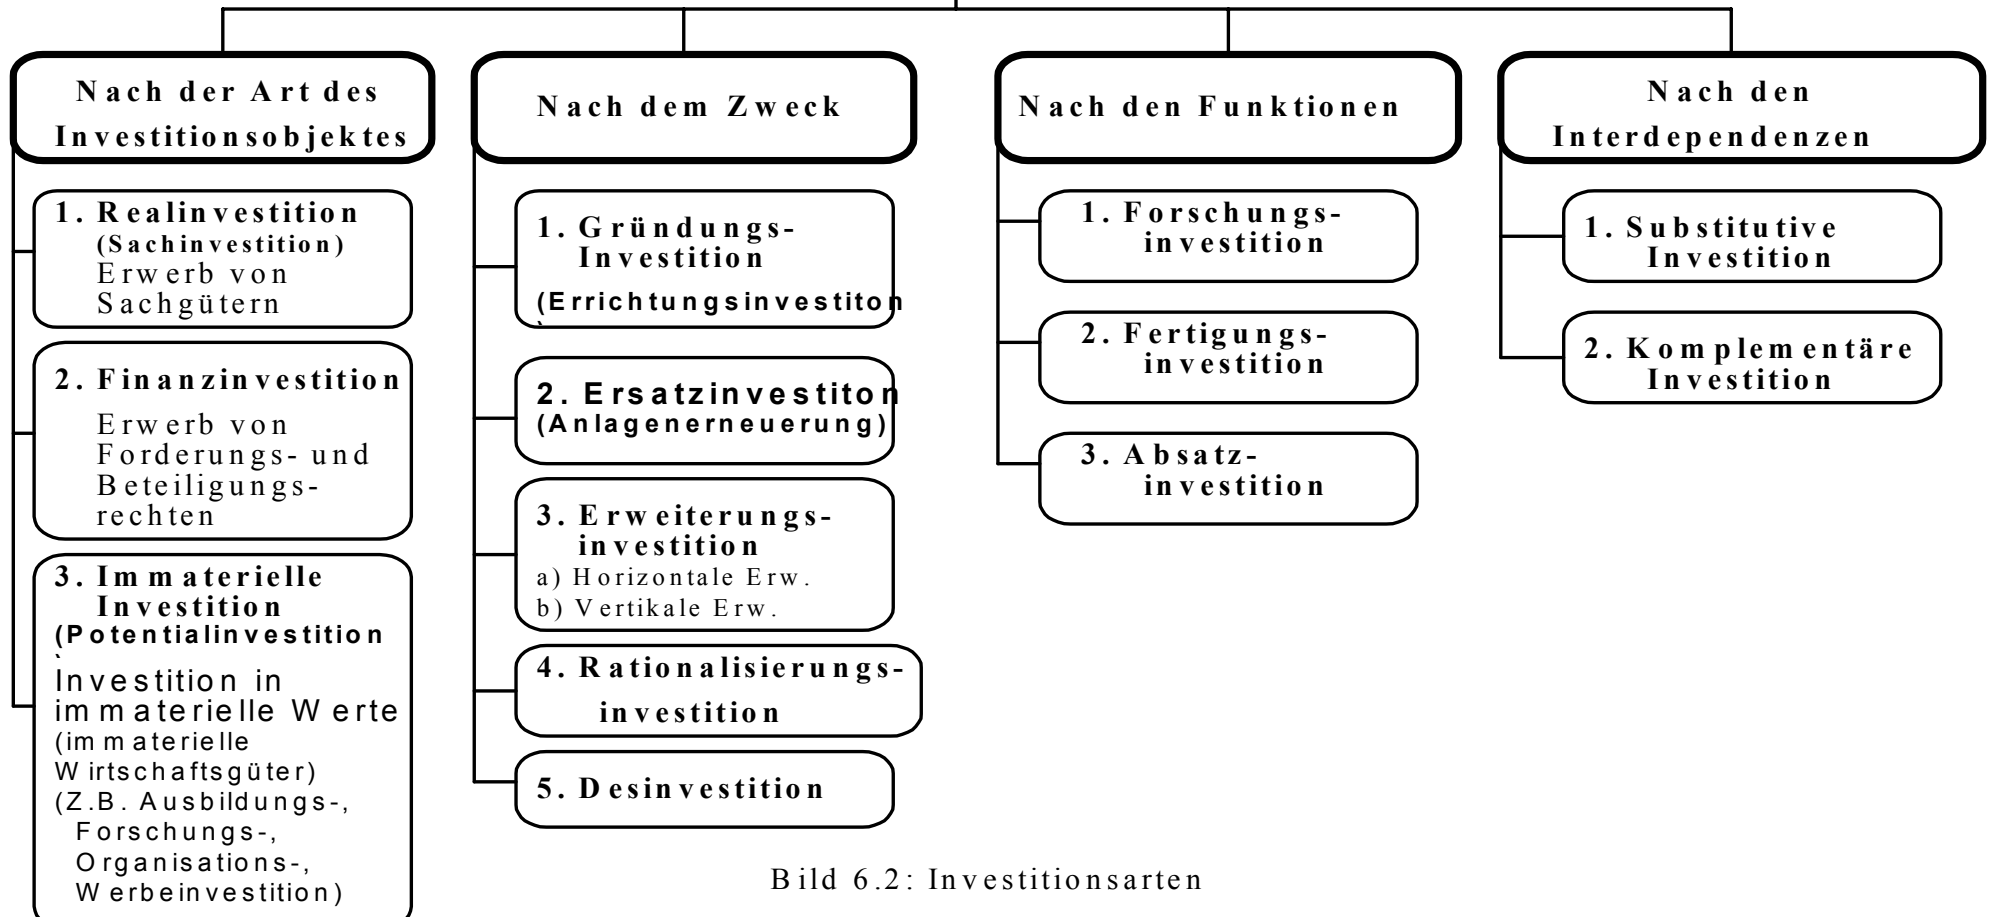 Nach der Art des
Investitionsobjektes
1. Realinvestition
(Sachinvestition)
Erwerb von
Sachgütern
2. Finanzinvestition
Erwerb von
Forderungs- und
Beteiligungs-
rechten
3. Immaterielle
Investition
(Potentialinvestition
Investition in
immaterielle Werte
(immaterielle
Wirtschaftsgüter)
(Z.B. Ausbildungs-,
Forschungs-,
Organisations-,
Werbeinvestition)
Nach dem Zweck
1. Gründungs-
Investition
(Errichtungsinvestiton
2. Ersatzinvestiton
(Anlagenerneuerung)
3. Erweiterungs-
investition
a) Horizontale Erw.
b) Vertikale Erw.
4. Rationalisierungs-
investition
5. Desinvestition
Nach den Funktionen
1. Forschungs-
investition
2. Fertigungs-
investition
3. Absatz-
investition
Nach den
Interdependenzen
1. Substitutive
Investition
2. Komplementäre
Investition
Bild 6.2: Investitionsarten